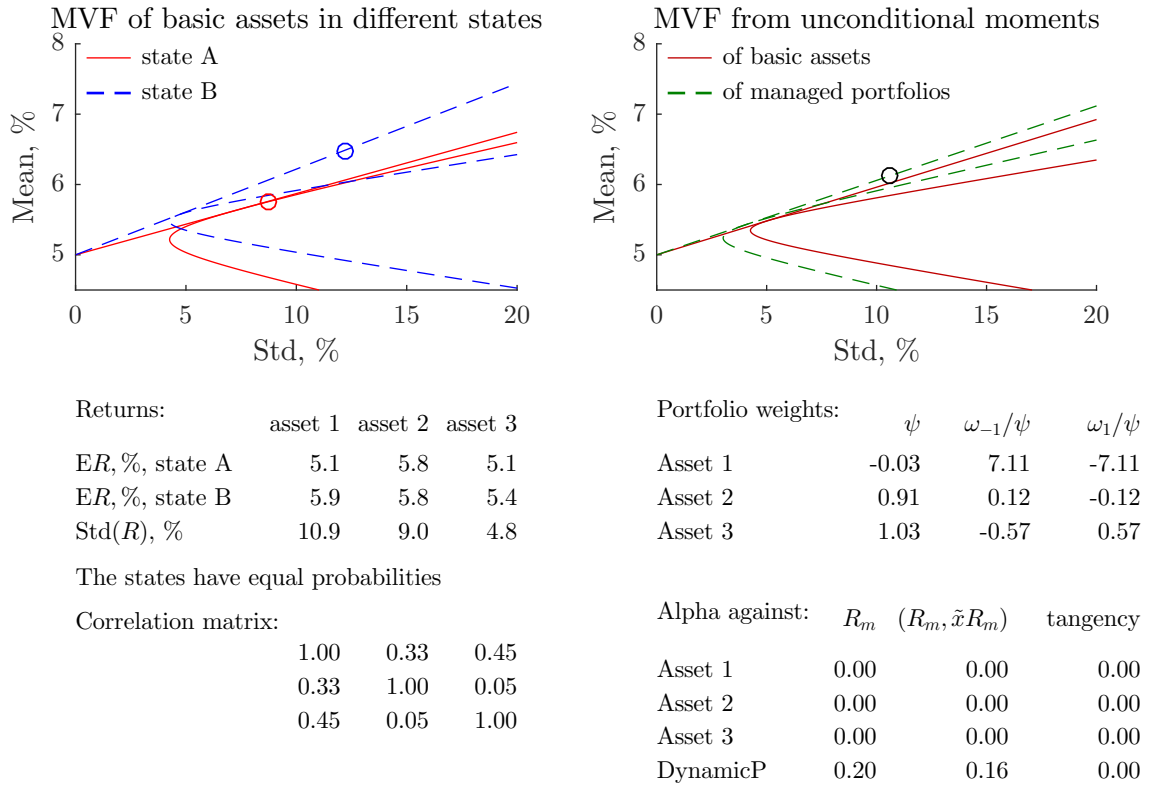 MVF of basic assets in different states
8
7
6
5
Mean, %
state A
state B
0 5 10 15 20
Std, %
MVF from unconditional moments
8
7
6
5
Mean, %
of basic assets
of managed portfolios
0 5 10 15 20
Std, %
Returns:
asset 1 asset 2 asset 3
ER, %, state A 5.1 5.8 5.1
ER, %, state B 5.9 5.8 5.4
Std(R), % 10.9 9.0 4.8
The states have equal probabilities
Correlation matrix:
1.00 0.33 0.45
0.33 1.00 0.05
0.45 0.05 1.00
Portfolio weights:
ψ ω₋₁/ψ ω₁/ψ
Asset 1 -0.03 7.11 -7.11
Asset 2 0.91 0.12 -0.12
Asset 3 1.03 -0.57 0.57
Alpha against: Rₘ (Rₘ, x̃Rₘ) tangency
Asset 1 0.00 0.00 0.00
Asset 2 0.00 0.00 0.00
Asset 3 0.00 0.00 0.00
DynamicP 0.20 0.16 0.00